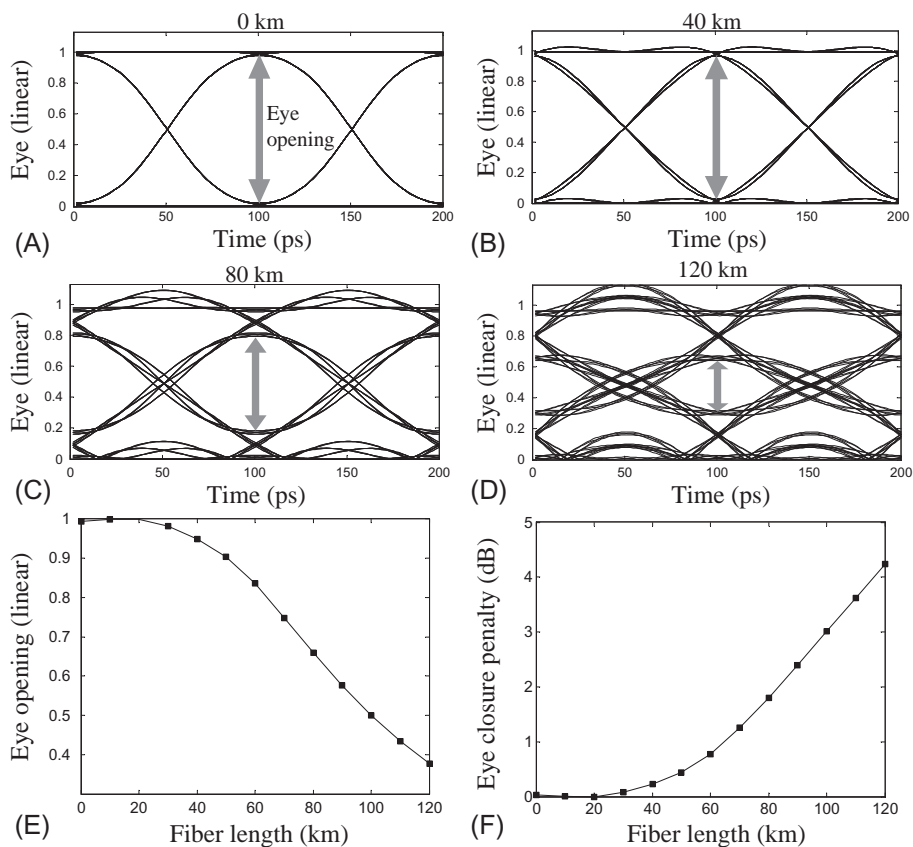 0 km
Eye (linear)
1
0.8
0.6
0.4
0.2
0
Eye
opening
0 50 100 150 200
Time (ps)
(A)
40 km
Eye (linear)
1
0.8
0.6
0.4
0.2
0
0 50 100 150 200
Time (ps)
(B)
80 km
Eye (linear)
1
0.8
0.6
0.4
0.2
0
0 50 100 150 200
Time (ps)
(C)
120 km
Eye (linear)
1
0.8
0.6
0.4
0.2
0
0 50 100 150 200
Time (ps)
(D)
Eye opening (linear)
1
0.9
0.8
0.7
0.6
0.5
0.4
0 20 40 60 80 100 120
Fiber length (km)
(E)
Eye closure penalty (dB)
5
4
3
2
1
0
0 20 40 60 80 100 120
Fiber length (km)
(F)